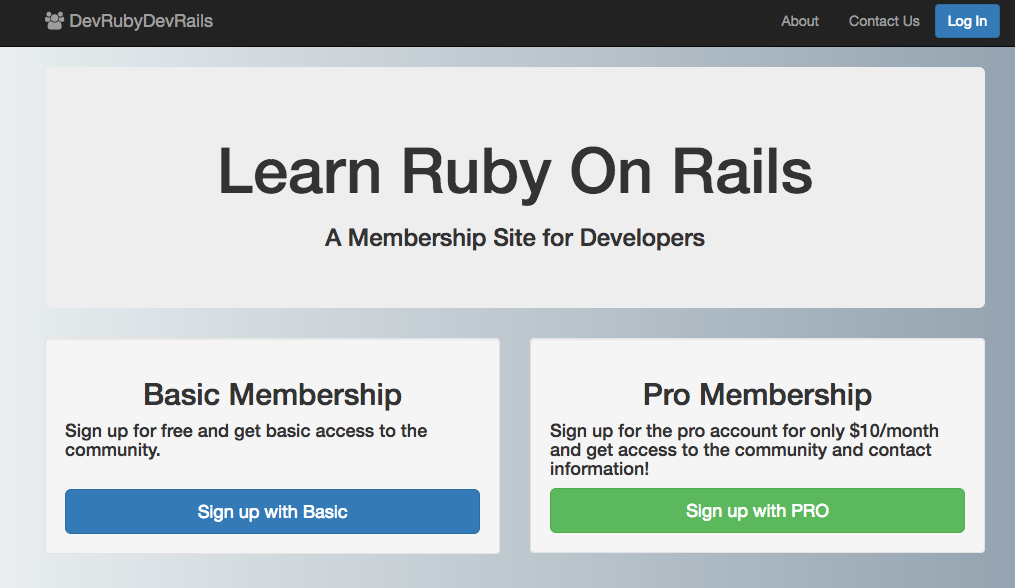 DevRubyDevRails
About
Contact Us
Log In
Learn Ruby On Rails
A Membership Site for Developers
Basic Membership
Sign up for free and get basic access to the
community.
Sign up with Basic
Pro Membership
Sign up for the pro account for only $10/month
and get access to the community and contact
information!
Sign up with PRO